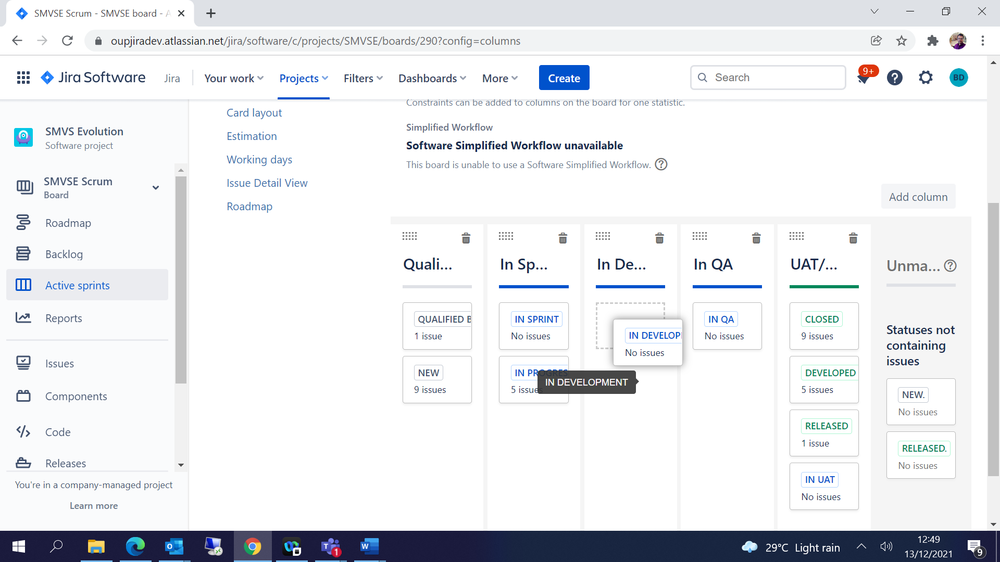 SMVSE Scrum - SMVSE board - A
oupjiradev.atlassian.net/jira/software/c/projects/SMVSE/boards/290?config=columns
Jira Software
Jira
Your work
Projects
Filters
Dashboards
More
Create
Search
9+
BD
SMVS Evolution
Software project
SMVSE Scrum
Board
Roadmap
Backlog
Active sprints
Reports
Issues
Components
Code
Releases
You're in a company-managed project
Learn more
Card layout
Estimation
Working days
Issue Detail View
Roadmap
Constraints can be added to columns on the board for one statistic.
Simplified Workflow
Software Simplified Workflow unavailable
This board is unable to use a Software Simplified Workflow.
Add column
Quali...
QUALIFIED B
1 issue
NEW
9 issues
In Sp...
IN SPRINT
No issues
IN PROGRES
5 issues
In De...
IN DEVELOP
No issues
IN DEVELOPMENT
In QA
IN QA
No issues
UAT/...
CLOSED
9 issues
DEVELOPED
5 issues
RELEASED
1 issue
IN UAT
No issues
Unma...
Statuses not
containing
issues
NEW.
No issues
RELEASED.
No issues
1
29°C Light rain
12:49
13/12/2021
9